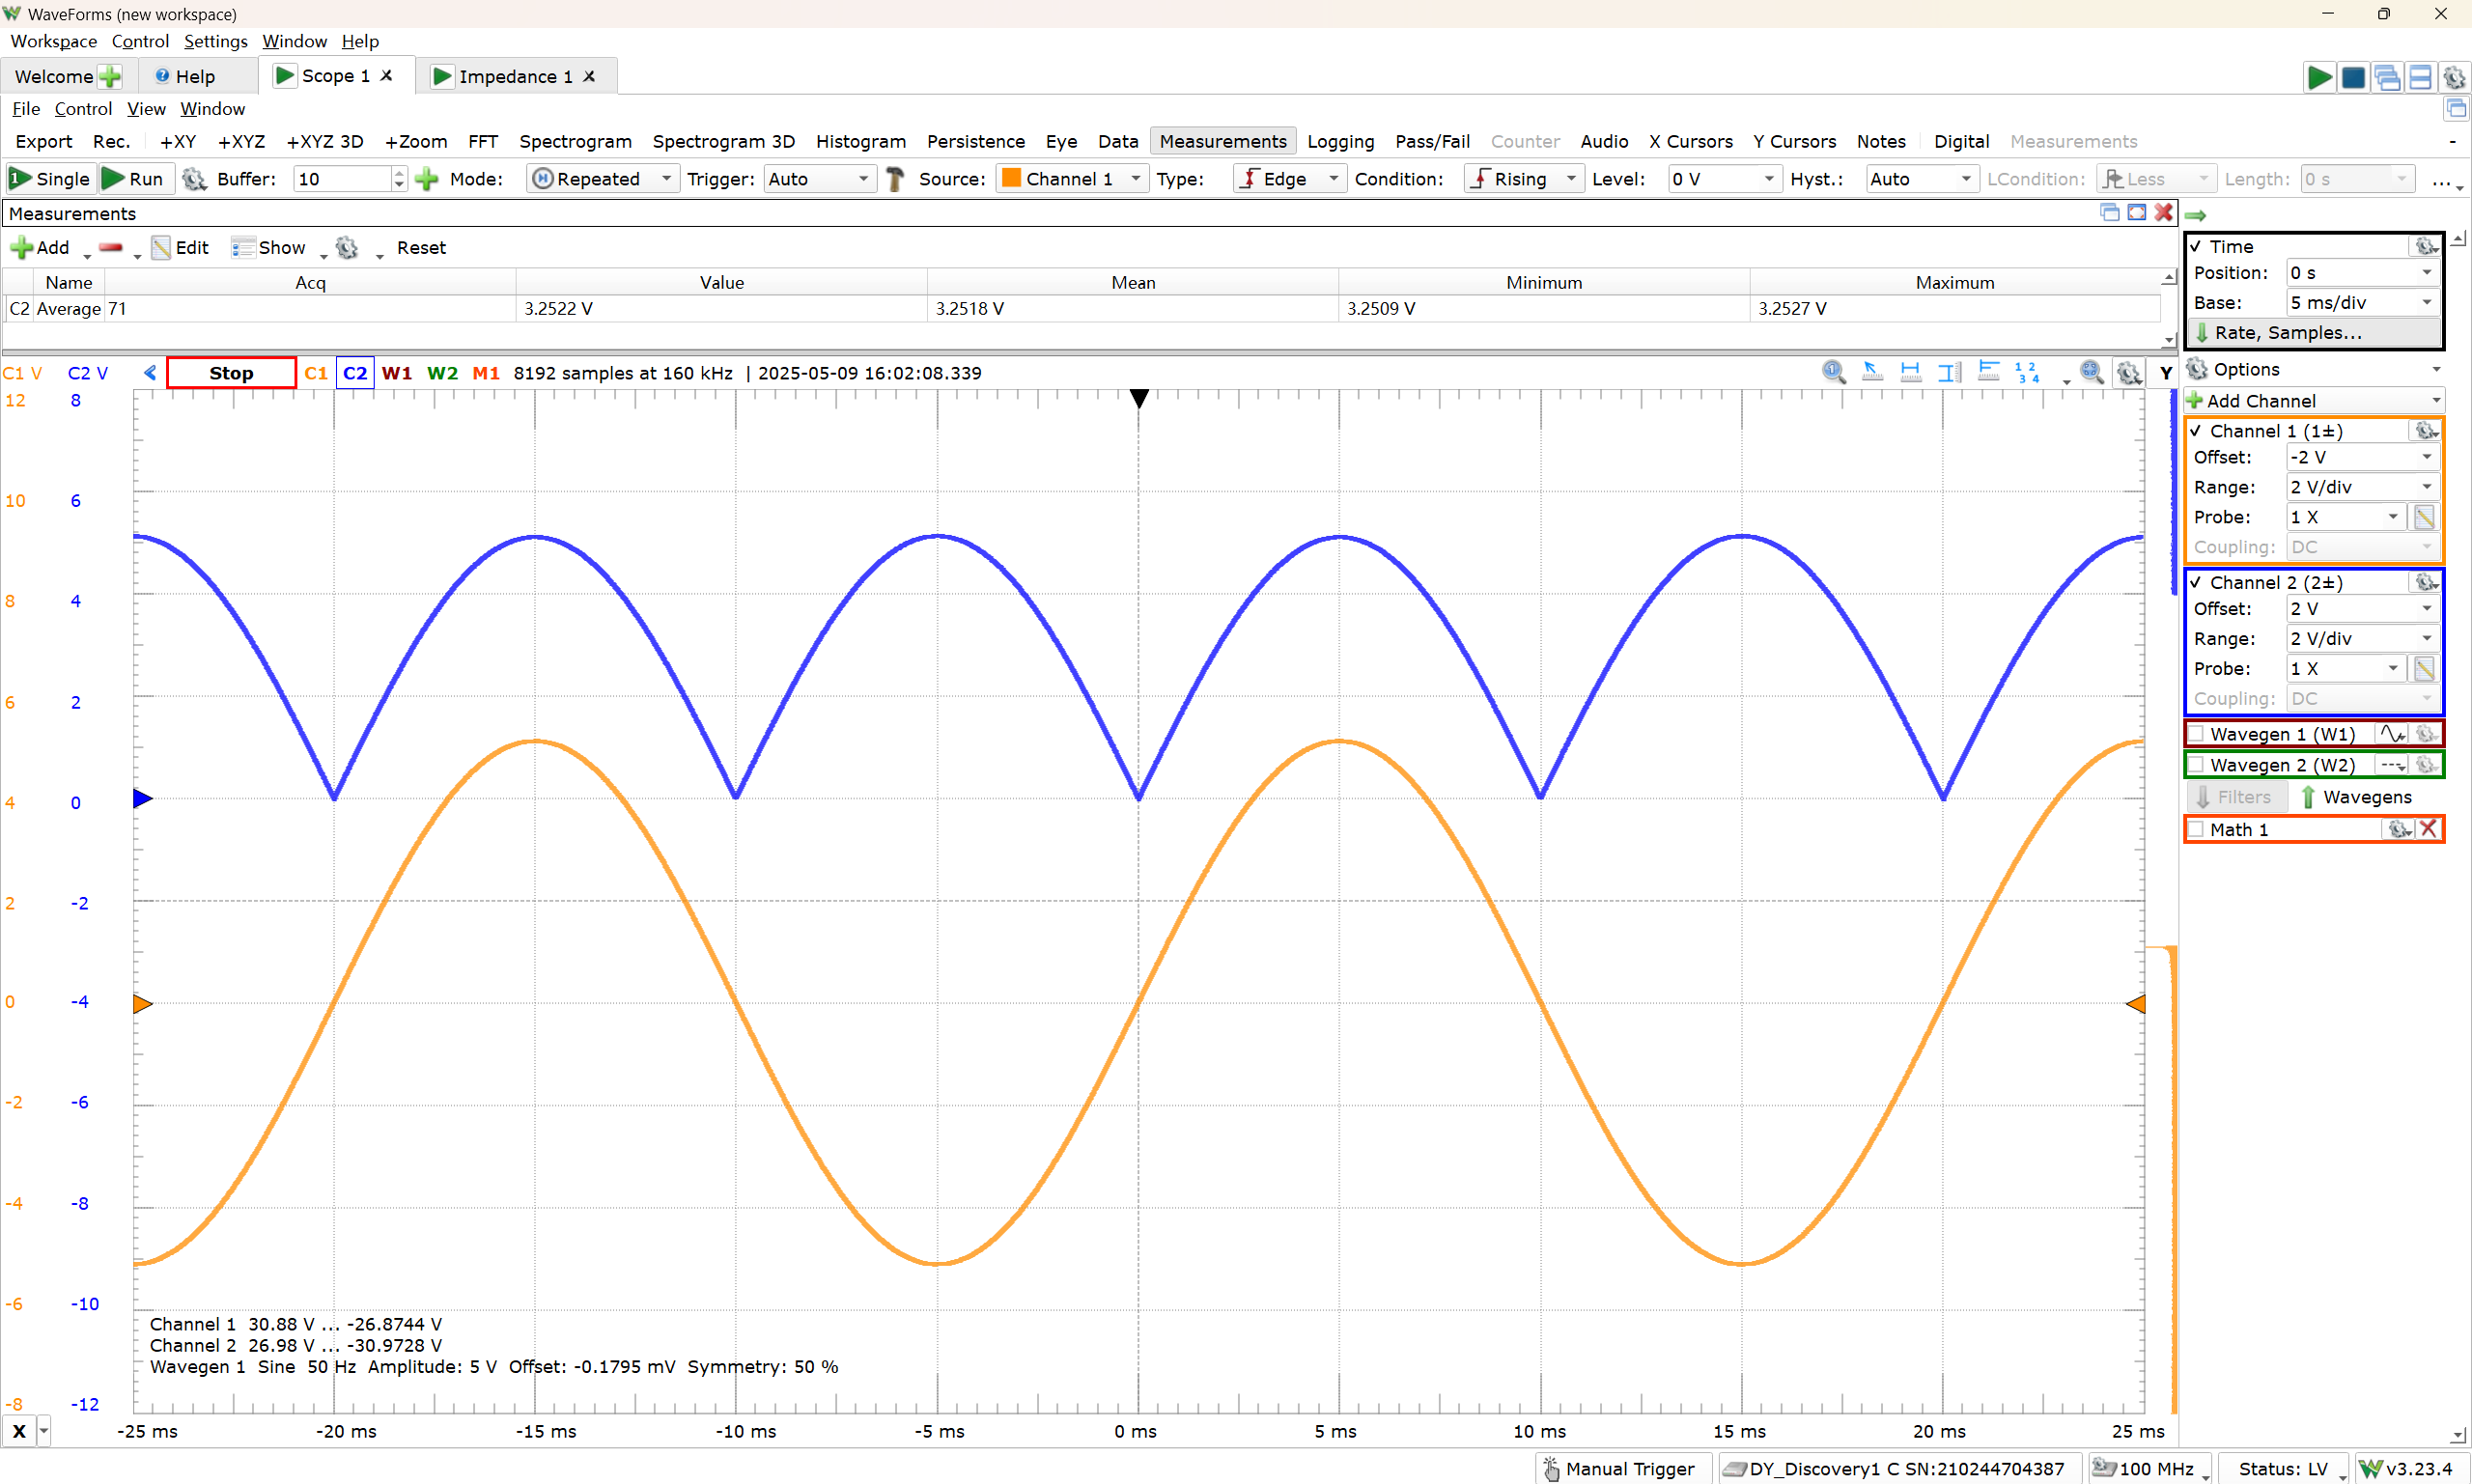 WaveForms (new workspace)
Workspace Control Settings Window Help
Welcome Help Scope 1 Impedance 1
File Control View Window
Export Rec. +XY +XYZ +XYZ 3D +Zoom FFT Spectrogram Spectrogram 3D Histogram Persistence Eye Data Measurements Logging Pass/Fail Counter Audio X Cursors Y Cursors Notes Digital Measurements -
Single Run Buffer: 10 Mode: Repeated Trigger: Auto Source: Channel 1 Type: Edge Condition: Rising Level: 0 V Hyst.: Auto LCondition: Less Length: 0 s ...
Measurements
Add Edit Show Reset
Name Acq Value Mean Minimum Maximum
C2 Average 71 3.2522 V 3.2518 V 3.2509 V 3.2527 V
C1 V C2 V Stop C1 C2 W1 W2 M1 8192 samples at 160 kHz | 2025-05-09 16:02:08.339 Y
12 8
10 6
8 4
6 2
4 0
2 -2
0 -4
-2 -6
-4 -8
-6 -10
-8 -12
Channel 1 30.88 V ... -26.8744 V
Channel 2 26.98 V ... -30.9728 V
Wavegen 1 Sine 50 Hz Amplitude: 5 V Offset: -0.1795 mV Symmetry: 50 %
X -25 ms -20 ms -15 ms -10 ms -5 ms 0 ms 5 ms 10 ms 15 ms 20 ms 25 ms
Time
Position: 0 s
Base: 5 ms/div
Rate, Samples...
Options
Add Channel
Channel 1 (1±)
Offset: -2 V
Range: 2 V/div
Probe: 1 X
Coupling: DC
Channel 2 (2±)
Offset: 2 V
Range: 2 V/div
Probe: 1 X
Coupling: DC
Wavegen 1 (W1)
Wavegen 2 (W2)
Filters Wavegens
Math 1
Manual Trigger DY_Discovery1 C SN:210244704387 100 MHz Status: LV v3.23.4